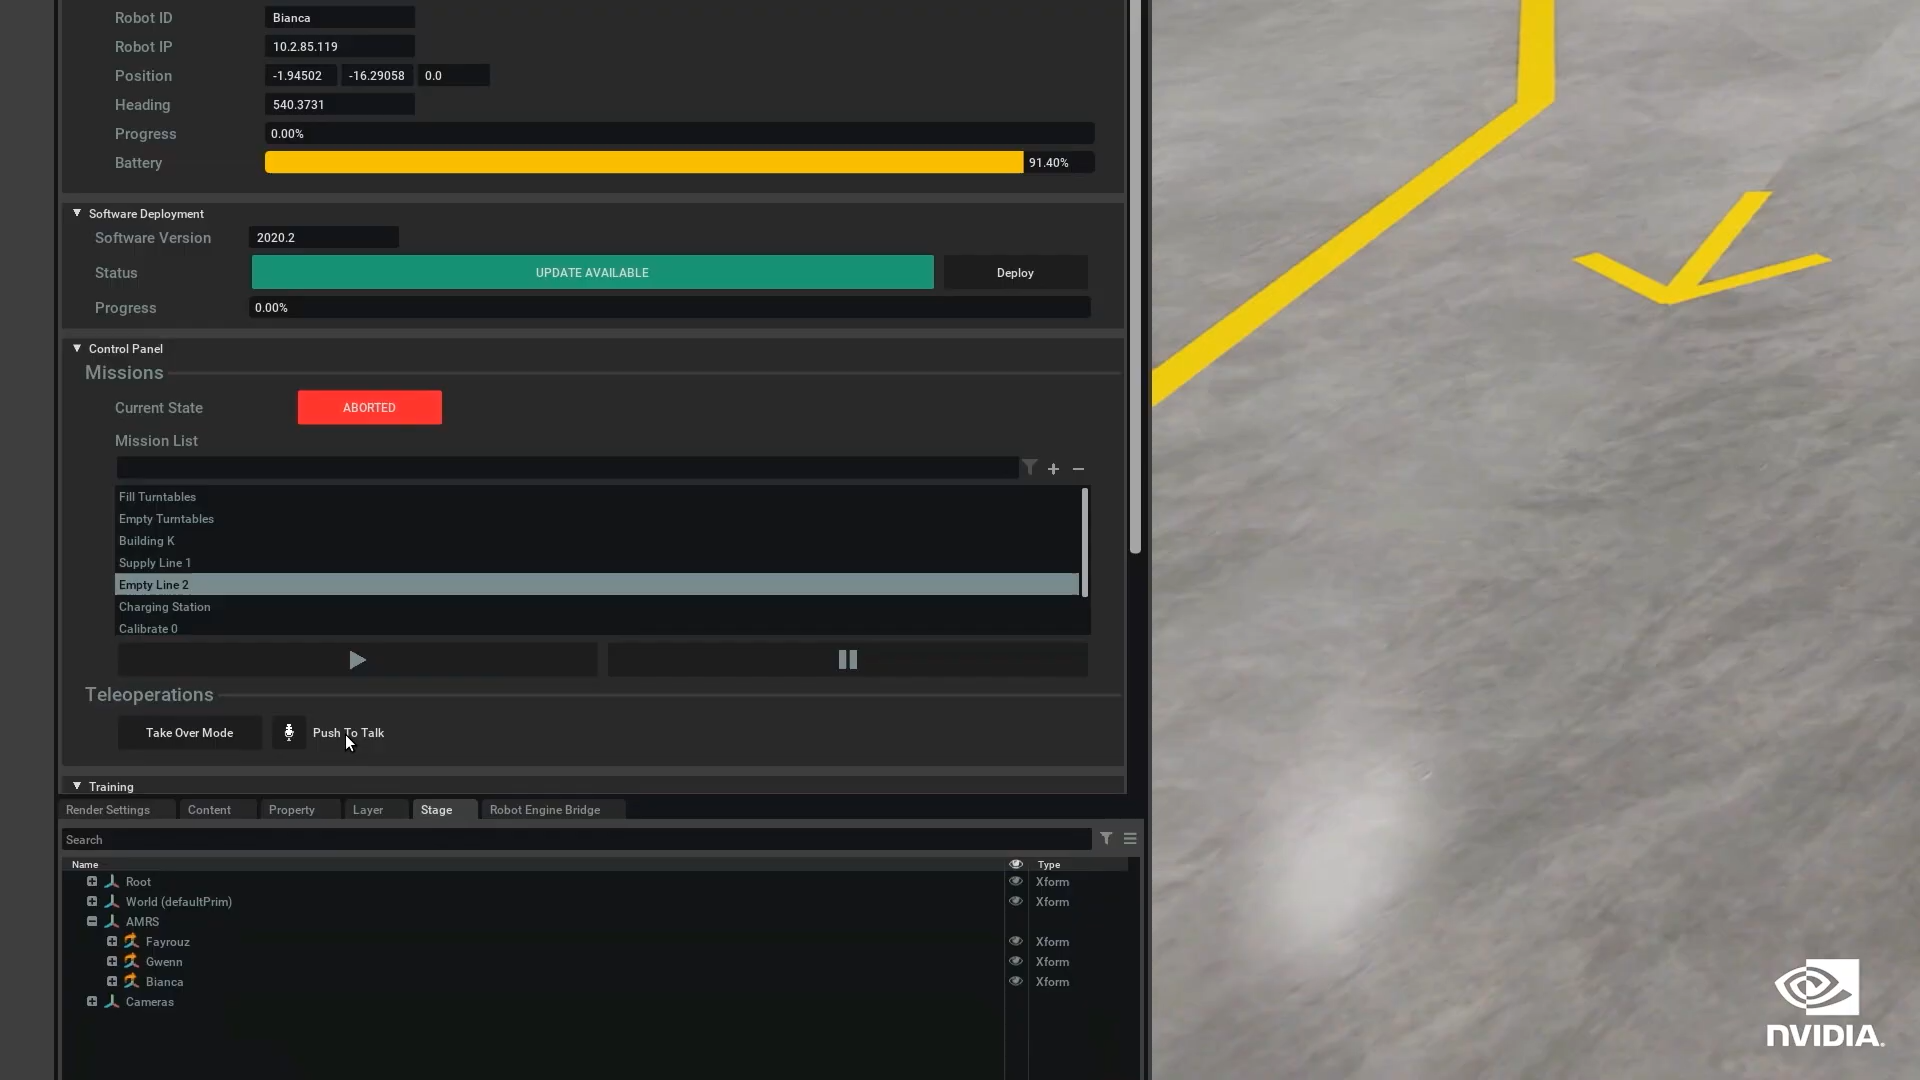 Robot ID Bianca
Robot IP 10.2.85.119
Position -1.94502 -16.29058 0.0
Heading 540.3731
Progress 0.00%
Battery 91.40%
Software Deployment
Software Version 2020.2
Status UPDATE AVAILABLE Deploy
Progress 0.00%
Control Panel
Missions
Current State ABORTED
Mission List
Fill Turntables
Empty Turntables
Building K
Supply Line 1
Empty Line 2
Charging Station
Calibrate 0
Teleoperations
Take Over Mode Push To Talk
Training
Render Settings Content Property Layer Stage Robot Engine Bridge
Search
Name Type
Root Xform
World (defaultPrim) Xform
AMRS
Fayrouz Xform
Gwenn Xform
Bianca Xform
Cameras
NVIDIA.